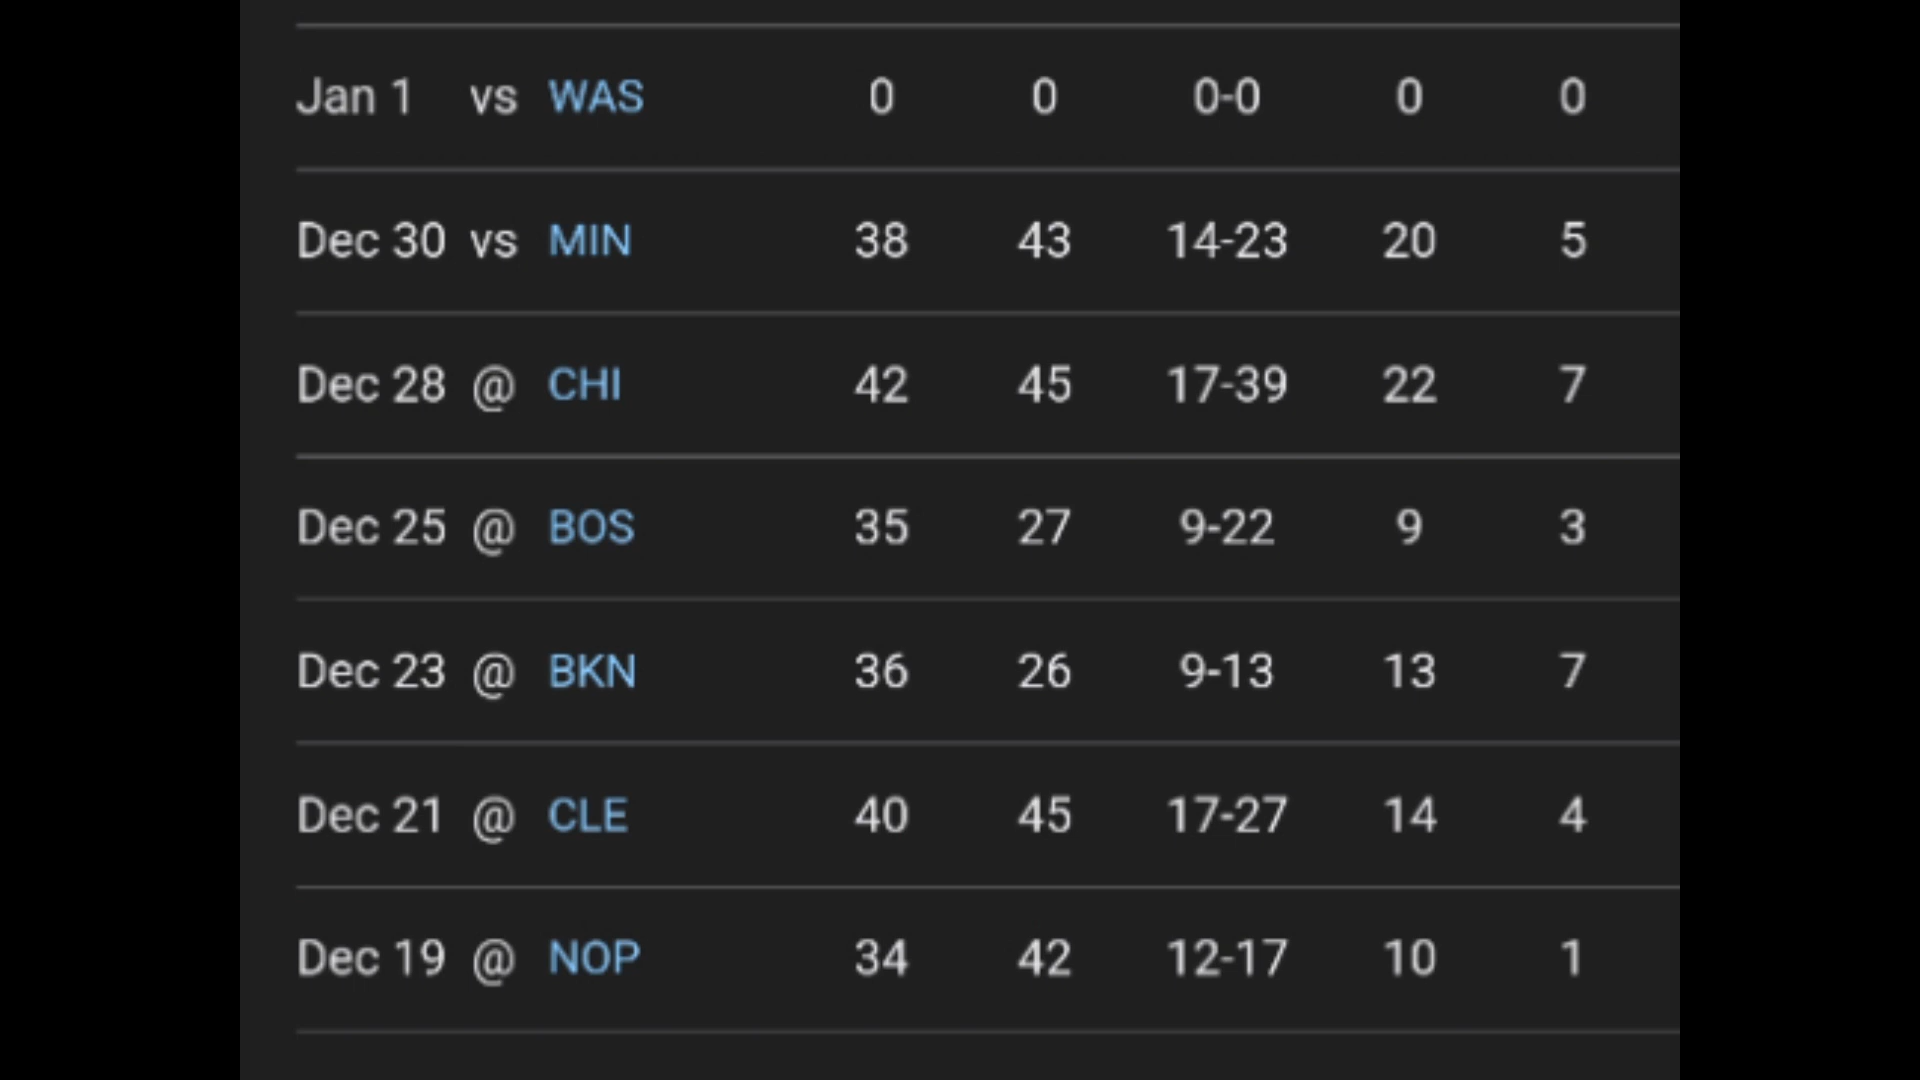 Jan 1 vs WAS 0 0 0-0 0 0
Dec 30 vs MIN 38 43 14-23 20 5
Dec 28 @ CHI 42 45 17-39 22 7
Dec 25 @ BOS 35 27 9-22 9 3
Dec 23 @ BKN 36 26 9-13 13 7
Dec 21 @ CLE 40 45 17-27 14 4
Dec 19 @ NOP 34 42 12-17 10 1